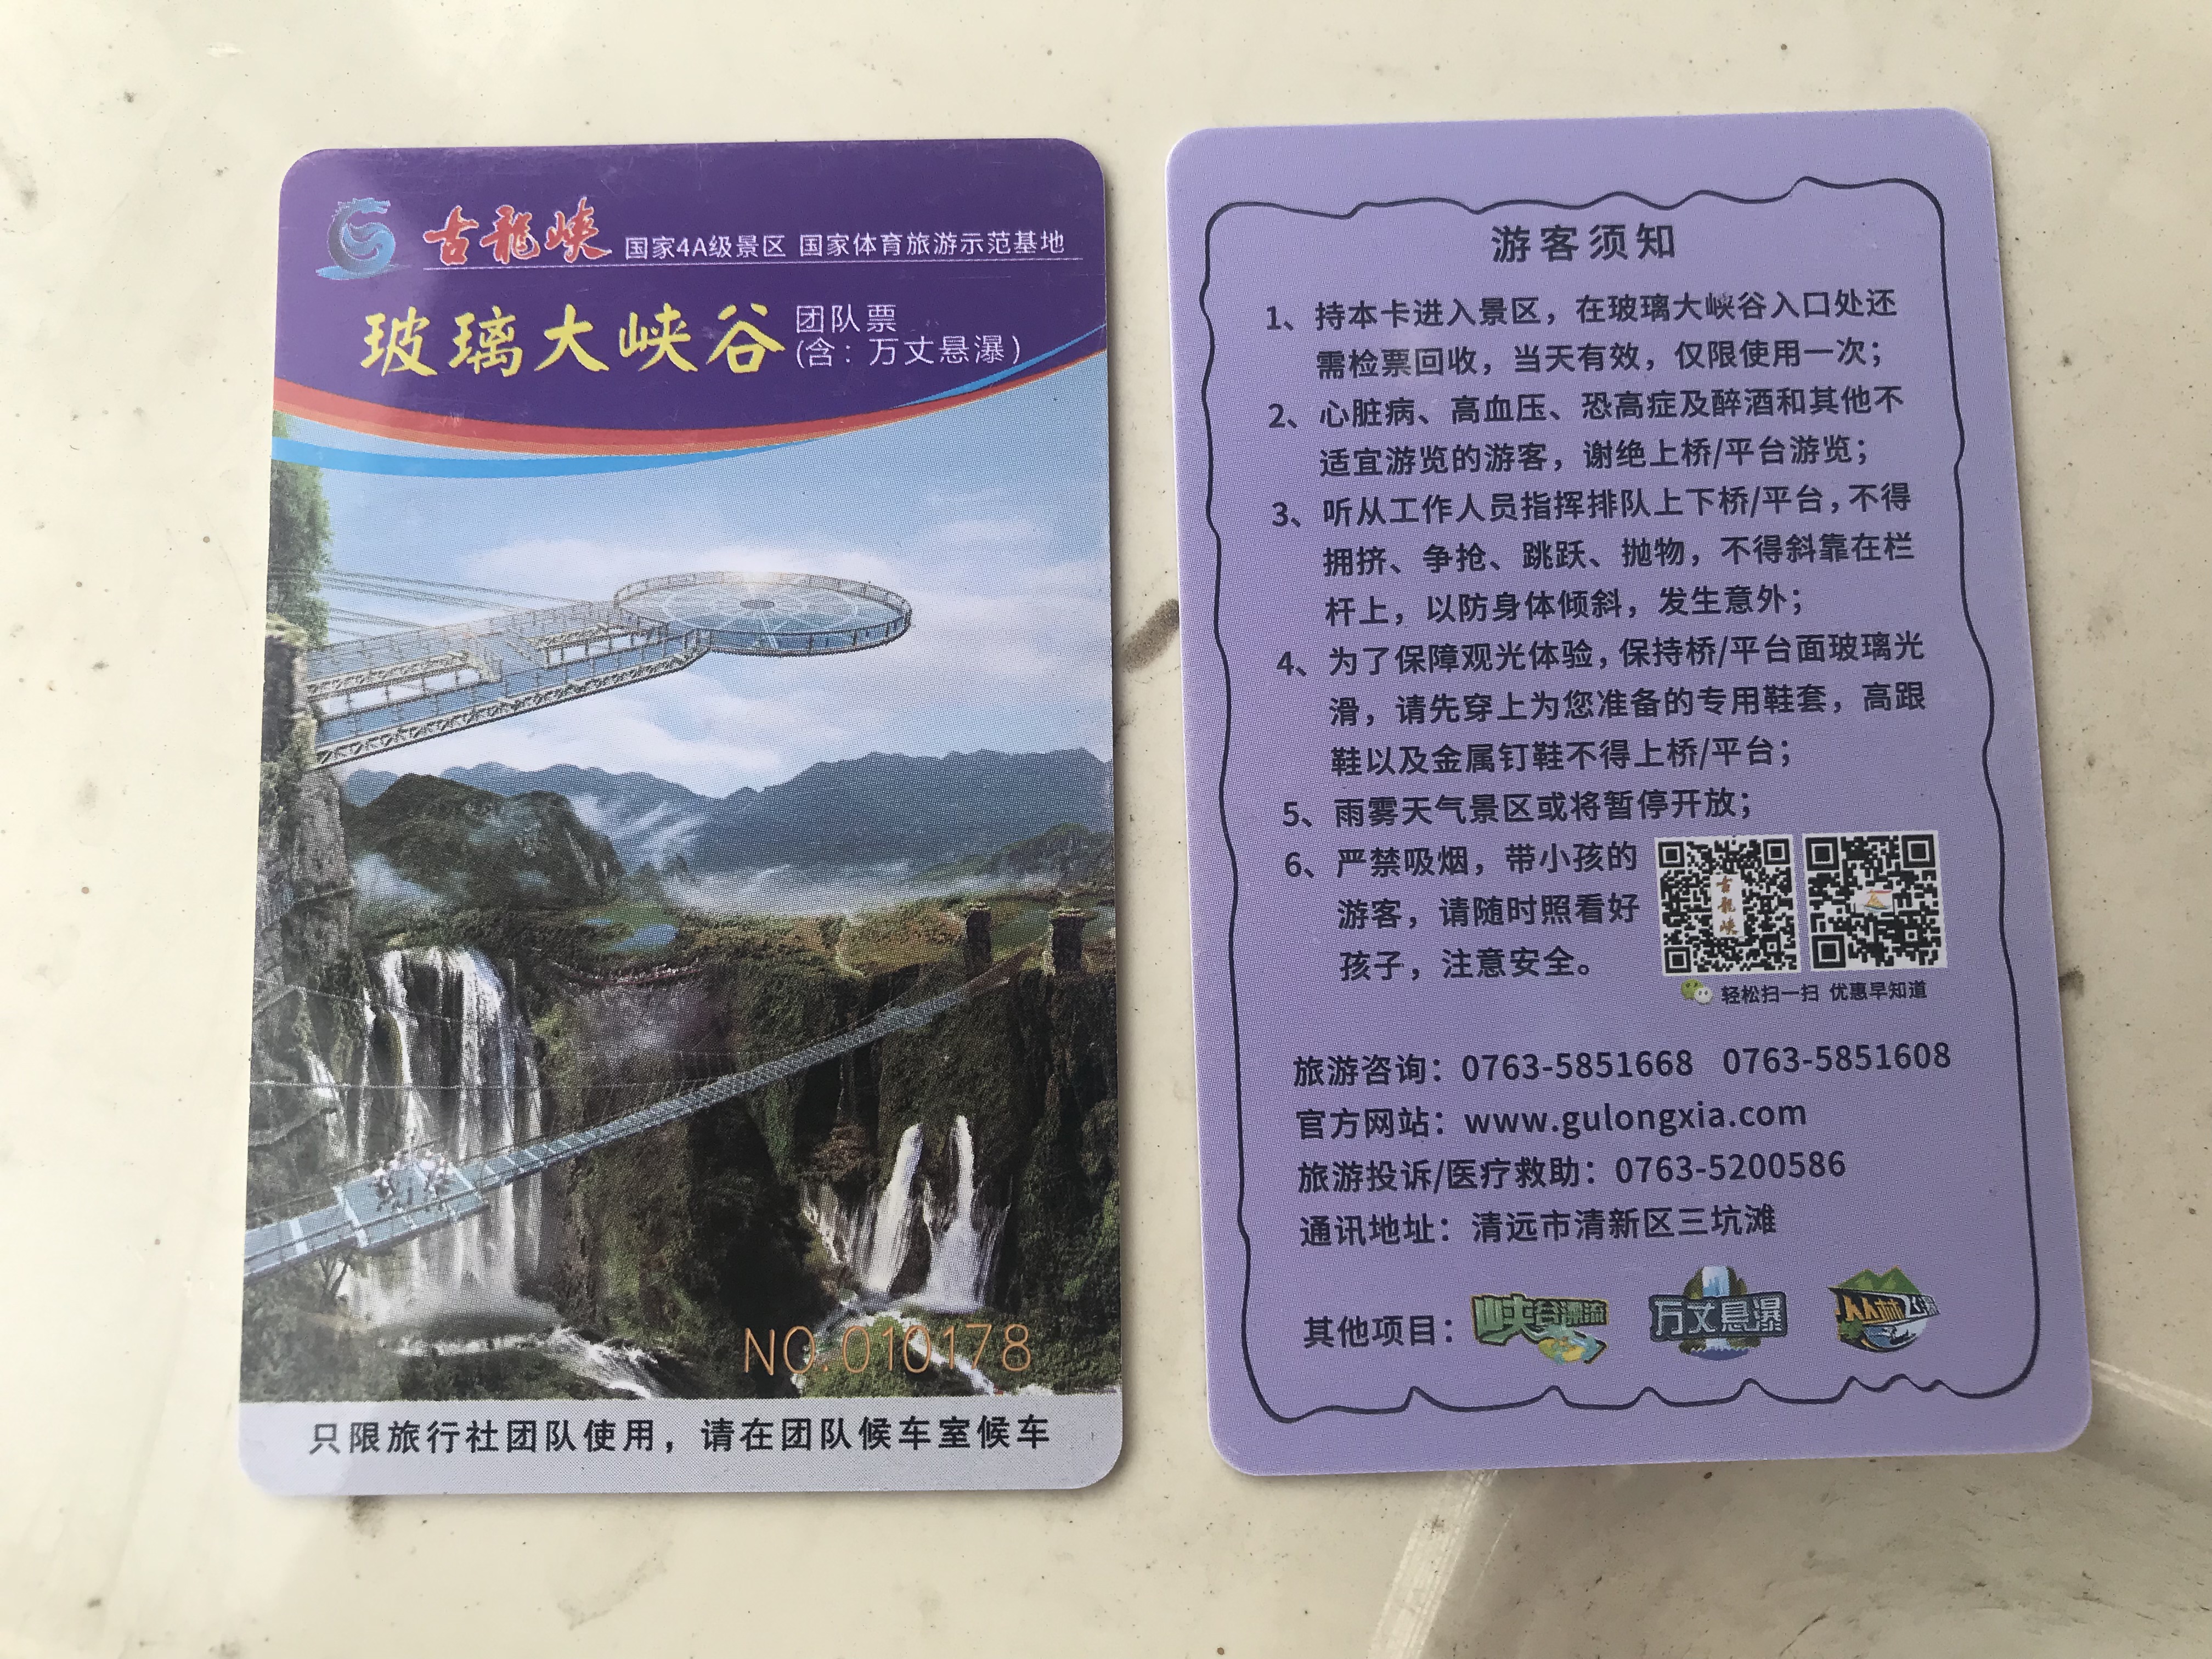 古龍峡 国家4A级景区 国家体育旅游示范基地
玻璃大峡谷 团队票
(含：万丈悬瀑)
NO.010178
只限旅行社团队使用，请在团队候车室候车
游客须知
1、持本卡进入景区，在玻璃大峡谷入口处还
需检票回收，当天有效，仅限使用一次；
2、心脏病、高血压、恐高症及醉酒和其他不
适宜游览的游客，谢绝上桥/平台游览；
3、听从工作人员指挥排队上下桥/平台，不得
拥挤、争抢、跳跃、抛物，不得斜靠在栏
杆上，以防身体倾斜，发生意外；
4、为了保障观光体验，保持桥/平台面玻璃光
滑，请先穿上为您准备的专用鞋套，高跟
鞋以及金属钉鞋不得上桥/平台；
5、雨雾天气景区或将暂停开放；
6、严禁吸烟，带小孩的
游客，请随时照看好
孩子，注意安全。
古龍峡
轻松扫一扫 优惠早知道
旅游咨询：0763-5851668 0763-5851608
官方网站：www.gulongxia.com
旅游投诉/医疗救助：0763-5200586
通讯地址：清远市清新区三坑滩
其他项目：峡谷漂流 万丈悬瀑 丛林飞瀑